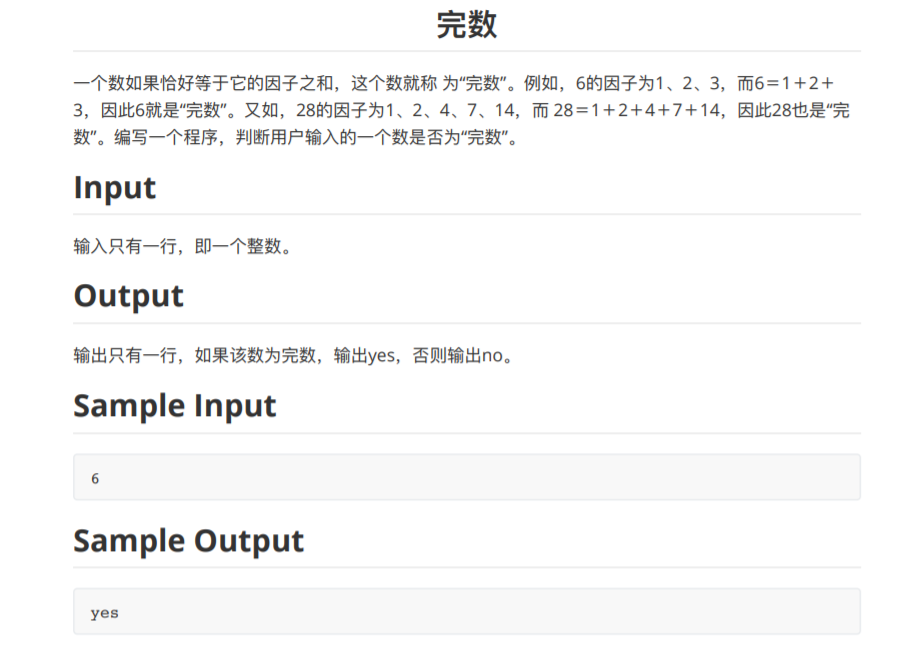 完数
一个数如果恰好等于它的因子之和，这个数就称 为“完数”。例如，6的因子为1、2、3，而6＝1＋2＋
3，因此6就是“完数”。又如，28的因子为1、2、4、7、14，而 28＝1＋2＋4＋7＋14，因此28也是“完
数”。编写一个程序，判断用户输入的一个数是否为“完数”。
Input
输入只有一行，即一个整数。
Output
输出只有一行，如果该数为完数，输出yes，否则输出no。
Sample Input
6
Sample Output
yes